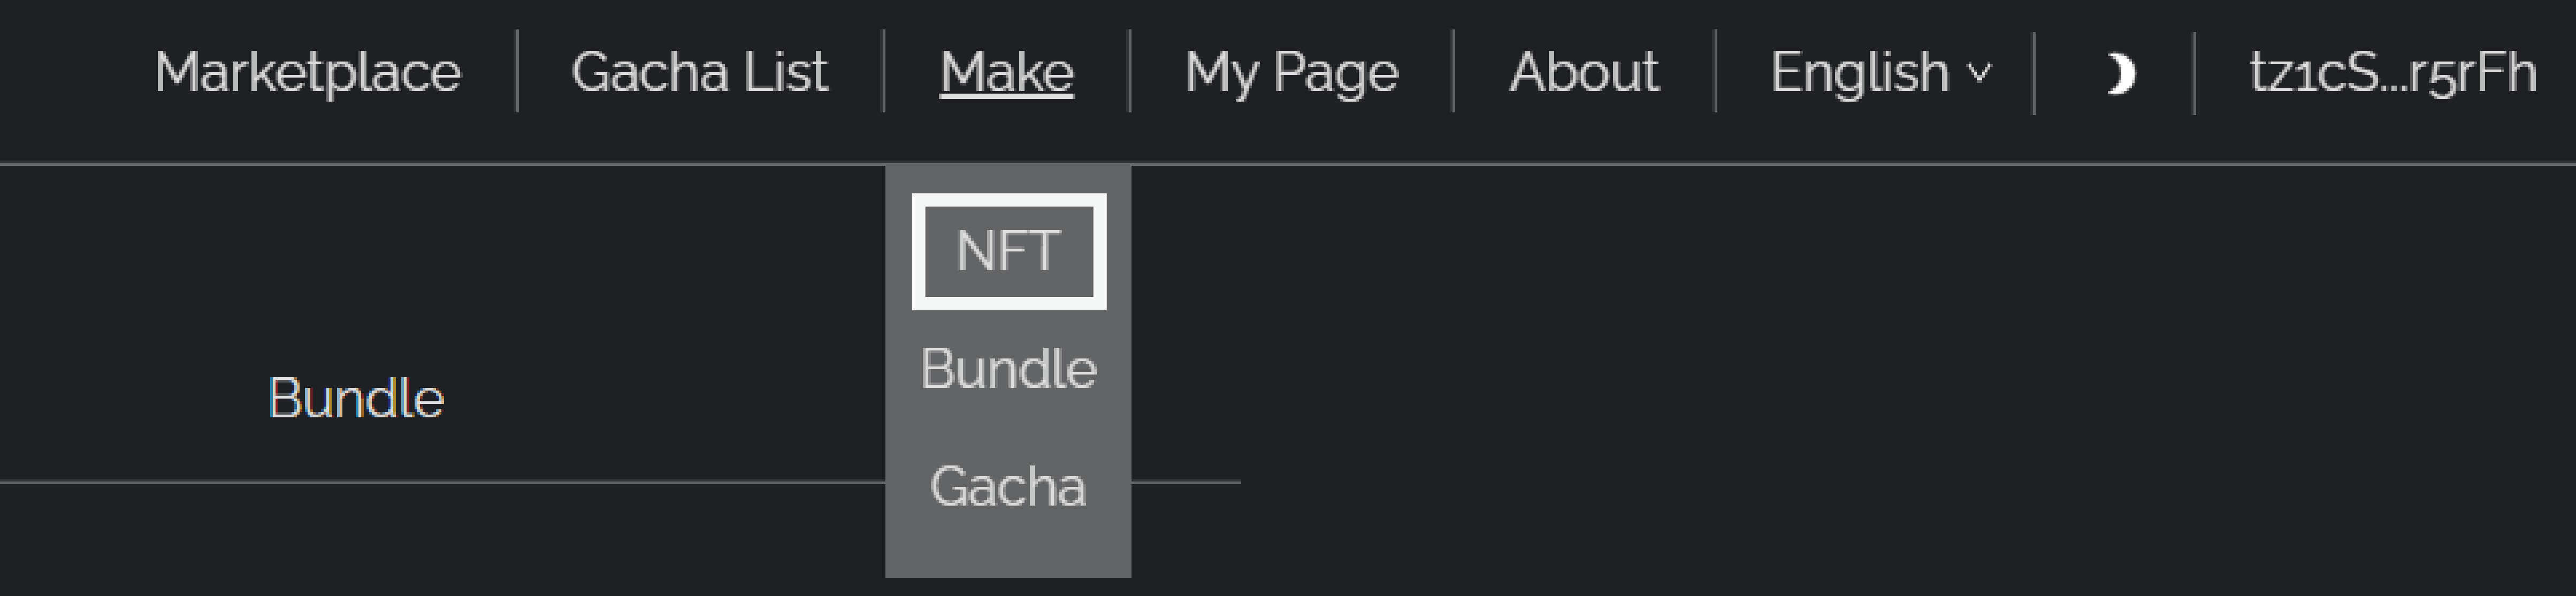 Marketplace Gacha List Make My Page About English tz1cS...r5rFh
NFT
Bundle
Bundle
Gacha